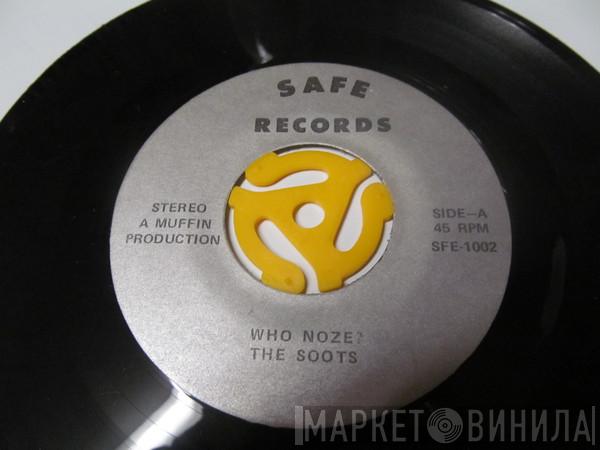 SAFE
RECORDS
STEREO
A MUFFIN
PRODUCTION
SIDE-A
45 RPM
SFE-1002
WHO NOZE?
THE SOOTS
МАРКЕТ ВИНИЛА